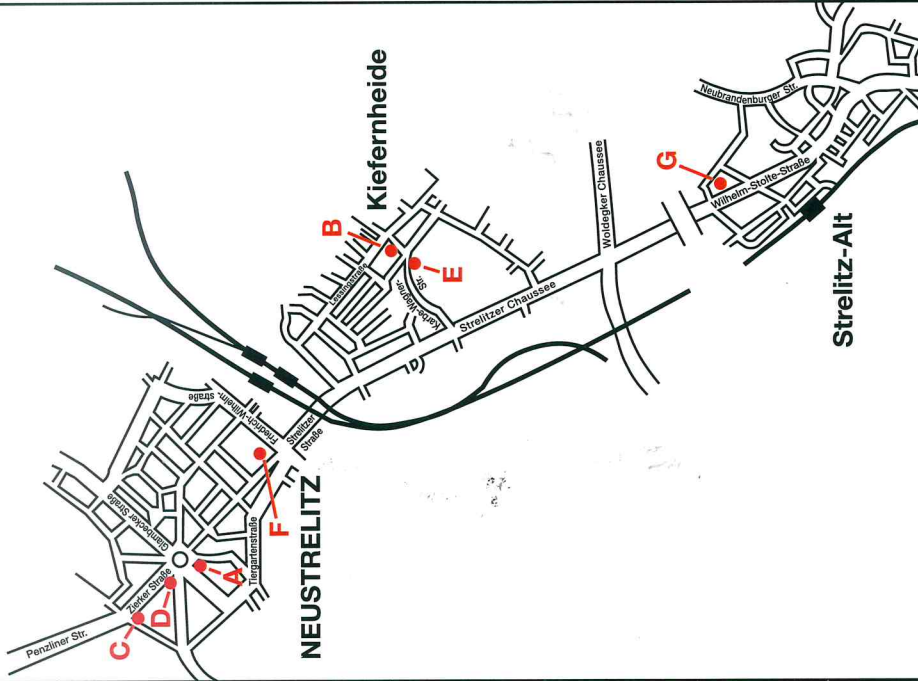 Penzliner Str.
Zierker Straße
C
D
A
Glambecker Straße
Tiergartenstraße
NEUSTRELITZ
F
Friedrich-Wilhelm-
straße
Strelitzer
Straße
Lessingstraße
Karbe-Wagner-
Str.
B
E
Kiefernheide
Strelitzer Chaussee
Woldegker Chaussee
G
Neubrandenburger Str.
Wilhelm-Stolte-Straße
Strelitz-Alt